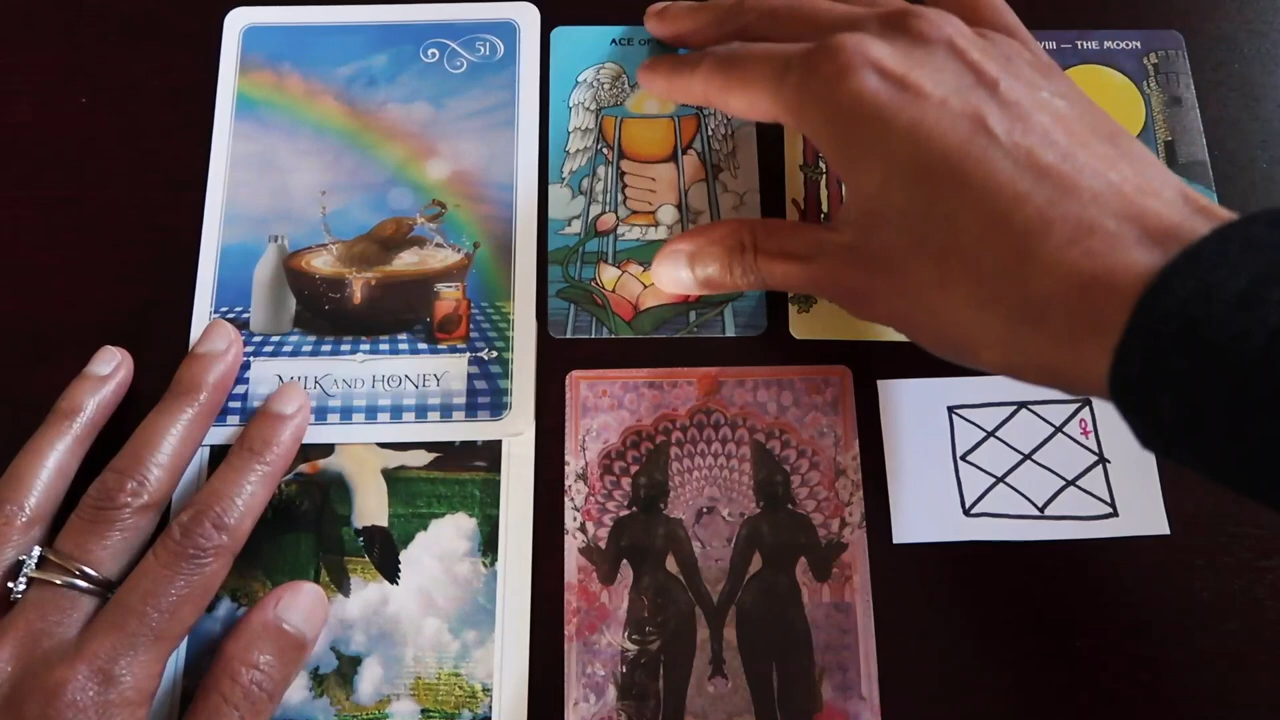 51
ACE OF
VIII — THE MOON
MILK AND HONEY
♀